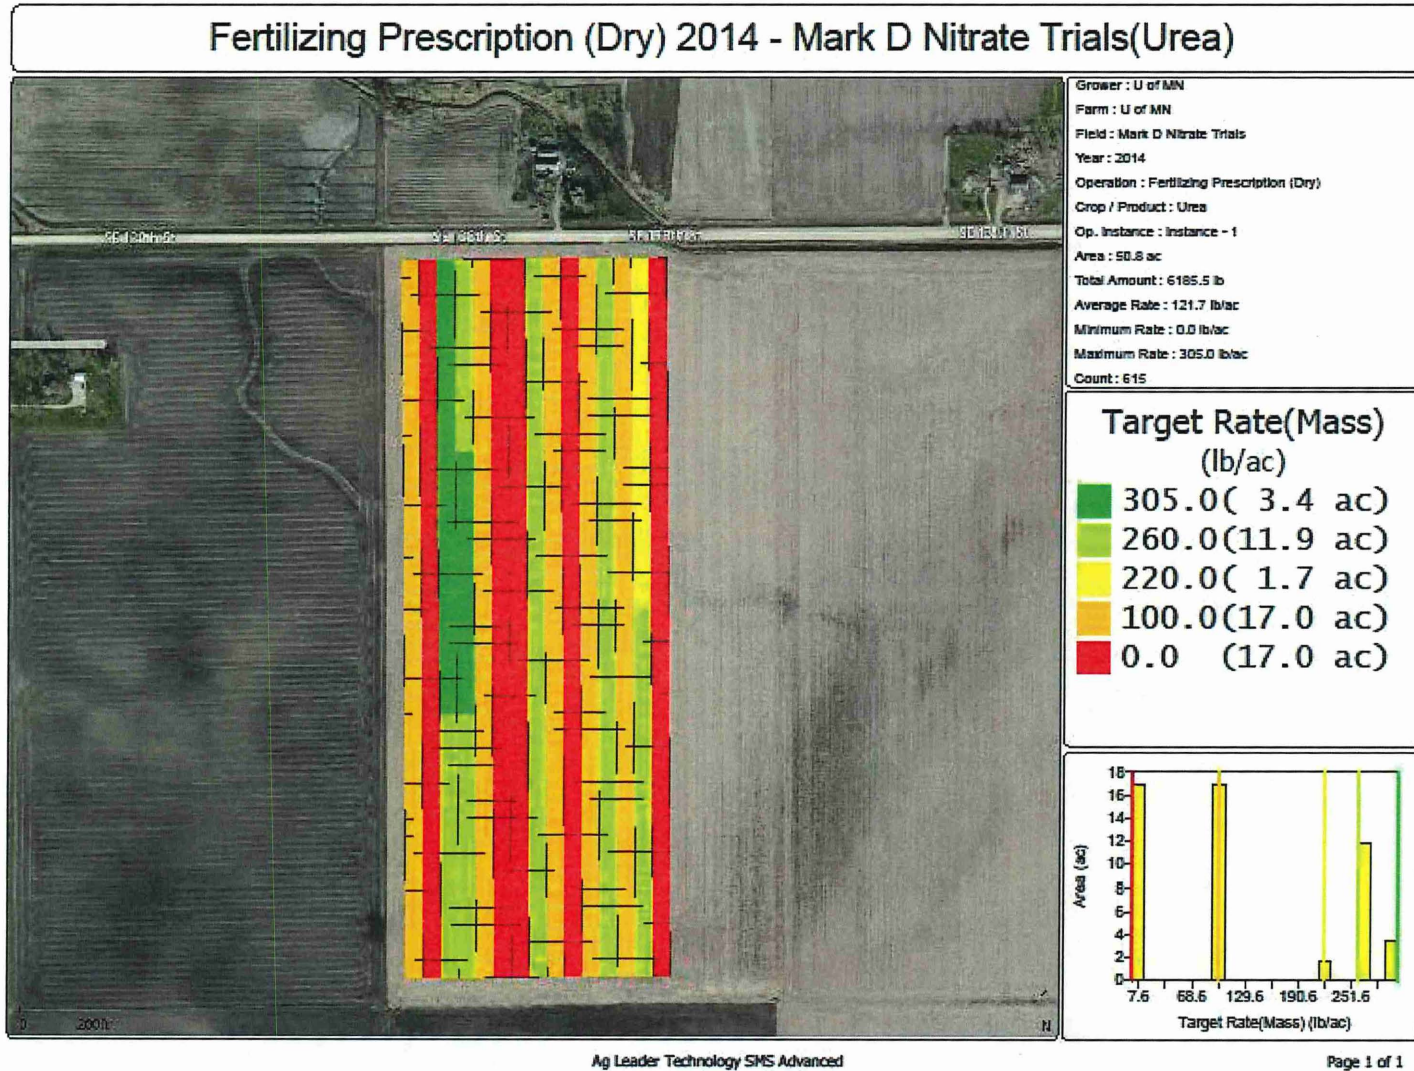 Fertilizing Prescription (Dry) 2014 - Mark D Nitrate Trials(Urea)
Grower : U of MN
Farm : U of MN
Field : Mark D Nitrate Trials
Year : 2014
Operation : Fertilizing Prescription (Dry)
Crop / Product : Urea
Op. Instance : Instance - 1
Area : 50.8 ac
Total Amount : 6185.5 lb
Average Rate : 121.7 lb/ac
Minimum Rate : 0.0 lb/ac
Maximum Rate : 305.0 lb/ac
Count : 615
Target Rate(Mass)
(lb/ac)
305.0( 3.4 ac)
260.0(11.9 ac)
220.0( 1.7 ac)
100.0(17.0 ac)
0.0 (17.0 ac)
18
16
14
12
10
8
6
4
2
0
Area (ac)
7.6 68.6 129.6 190.6 251.6
Target Rate(Mass) (lb/ac)
0 200ft
N
Ag Leader Technology SMS Advanced
Page 1 of 1